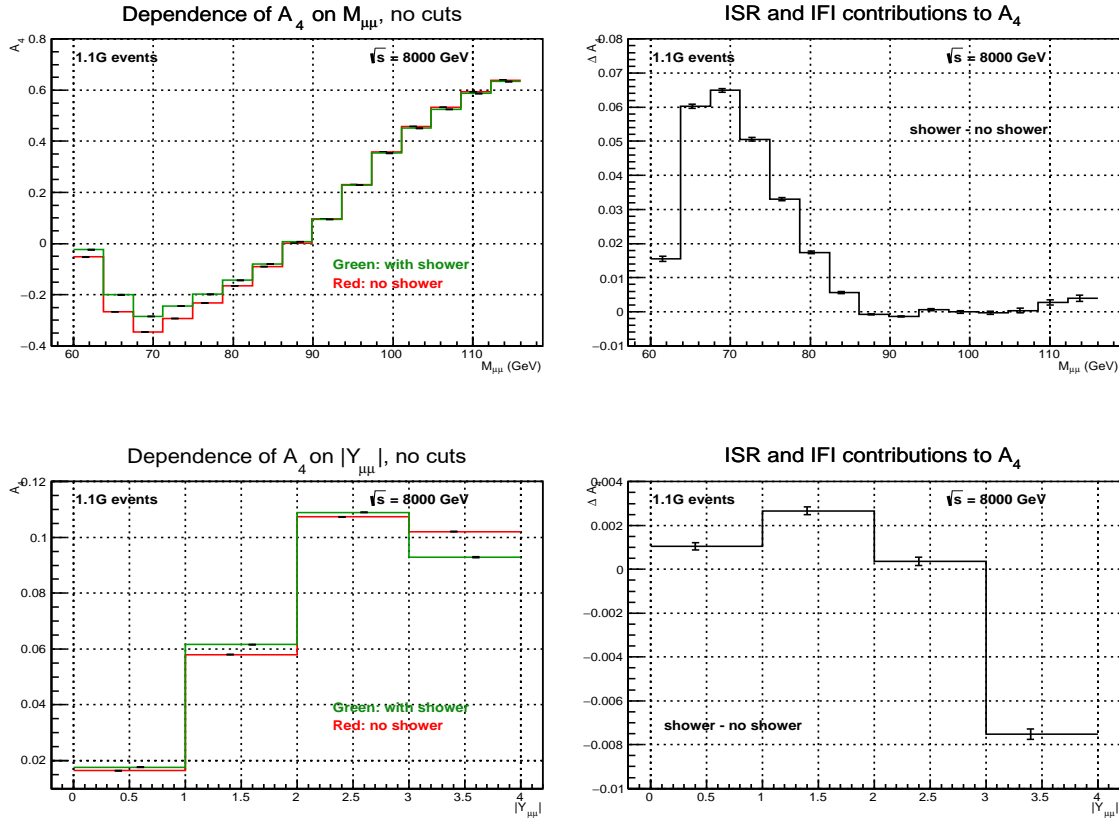 Dependence of A4 on Mμμ, no cuts
A4
1.1G events
√s = 8000 GeV
0.8
0.6
0.4
0.2
0
−0.2
−0.4
Green: with shower
Red: no shower
60 70 80 90 100 110
Mμμ (GeV)
ISR and IFI contributions to A4
Δ A4
1.1G events
√s = 8000 GeV
shower - no shower
0.08
0.07
0.06
0.05
0.04
0.03
0.02
0.01
0
−0.01
60 70 80 90 100 110
Mμμ (GeV)
Dependence of A4 on |Yμμ|, no cuts
A4
1.1G events
√s = 8000 GeV
0.12
0.1
0.08
0.06
0.04
0.02
Green: with shower
Red: no shower
0 0.5 1 1.5 2 2.5 3 3.5 4
|Yμμ|
ISR and IFI contributions to A4
Δ A4
1.1G events
√s = 8000 GeV
0.004
0.002
0
−0.002
−0.004
−0.006
−0.008
−0.01
shower - no shower
0 0.5 1 1.5 2 2.5 3 3.5 4
|Yμμ|